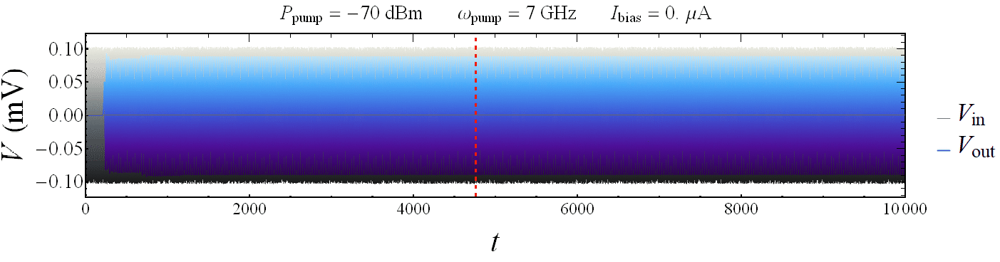 P_pump = −70 dBm ω_pump = 7 GHz I_bias = 0. μA
V (mV)
0.10
0.05
0.00
−0.05
−0.10
0 2000 4000 6000 8000 10 000
t
V_in
V_out